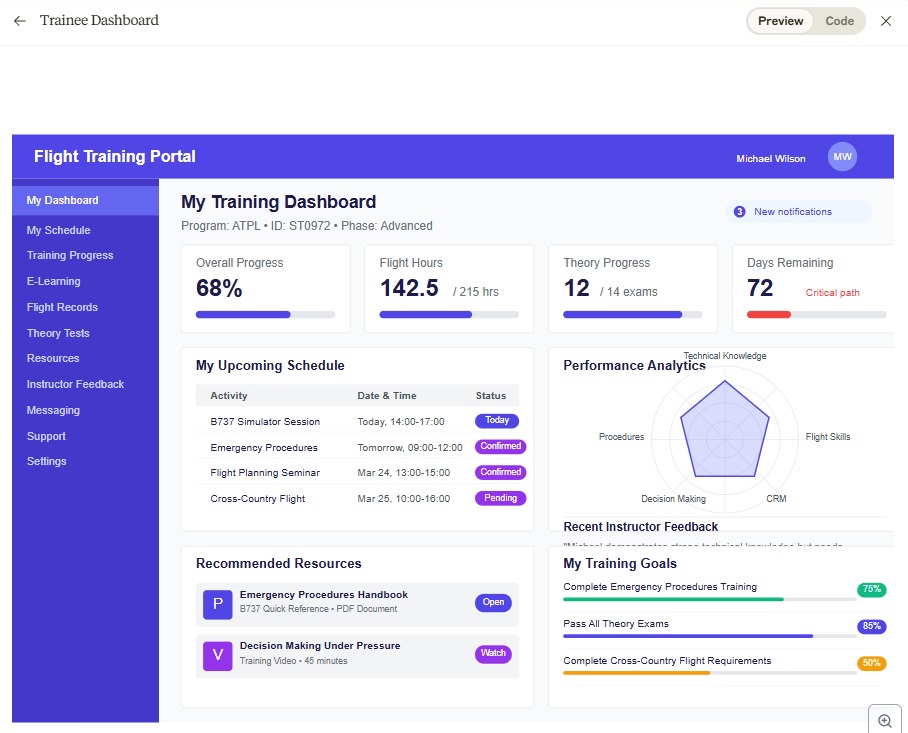 Trainee Dashboard
Preview Code
Flight Training Portal
Michael Wilson
MW
My Dashboard
My Schedule
Training Progress
E-Learning
Flight Records
Theory Tests
Resources
Instructor Feedback
Messaging
Support
Settings
My Training Dashboard
Program: ATPL • ID: ST0972 • Phase: Advanced
3 New notifications
Overall Progress
68%
Flight Hours
142.5 / 215 hrs
Theory Progress
12 / 14 exams
Days Remaining
72 Critical path
My Upcoming Schedule
Activity Date & Time Status
B737 Simulator Session Today, 14:00-17:00 Today
Emergency Procedures Tomorrow, 09:00-12:00 Confirmed
Flight Planning Seminar Mar 24, 13:00-15:00 Confirmed
Cross-Country Flight Mar 25, 10:00-16:00 Pending
Performance Analytics
Technical Knowledge
Procedures
Flight Skills
Decision Making
CRM
Recent Instructor Feedback
"Michael demonstrates strong technical knowledge but needs
Recommended Resources
P
Emergency Procedures Handbook
B737 Quick Reference • PDF Document
Open
V
Decision Making Under Pressure
Training Video • 45 minutes
Watch
My Training Goals
Complete Emergency Procedures Training 75%
Pass All Theory Exams 85%
Complete Cross-Country Flight Requirements 50%